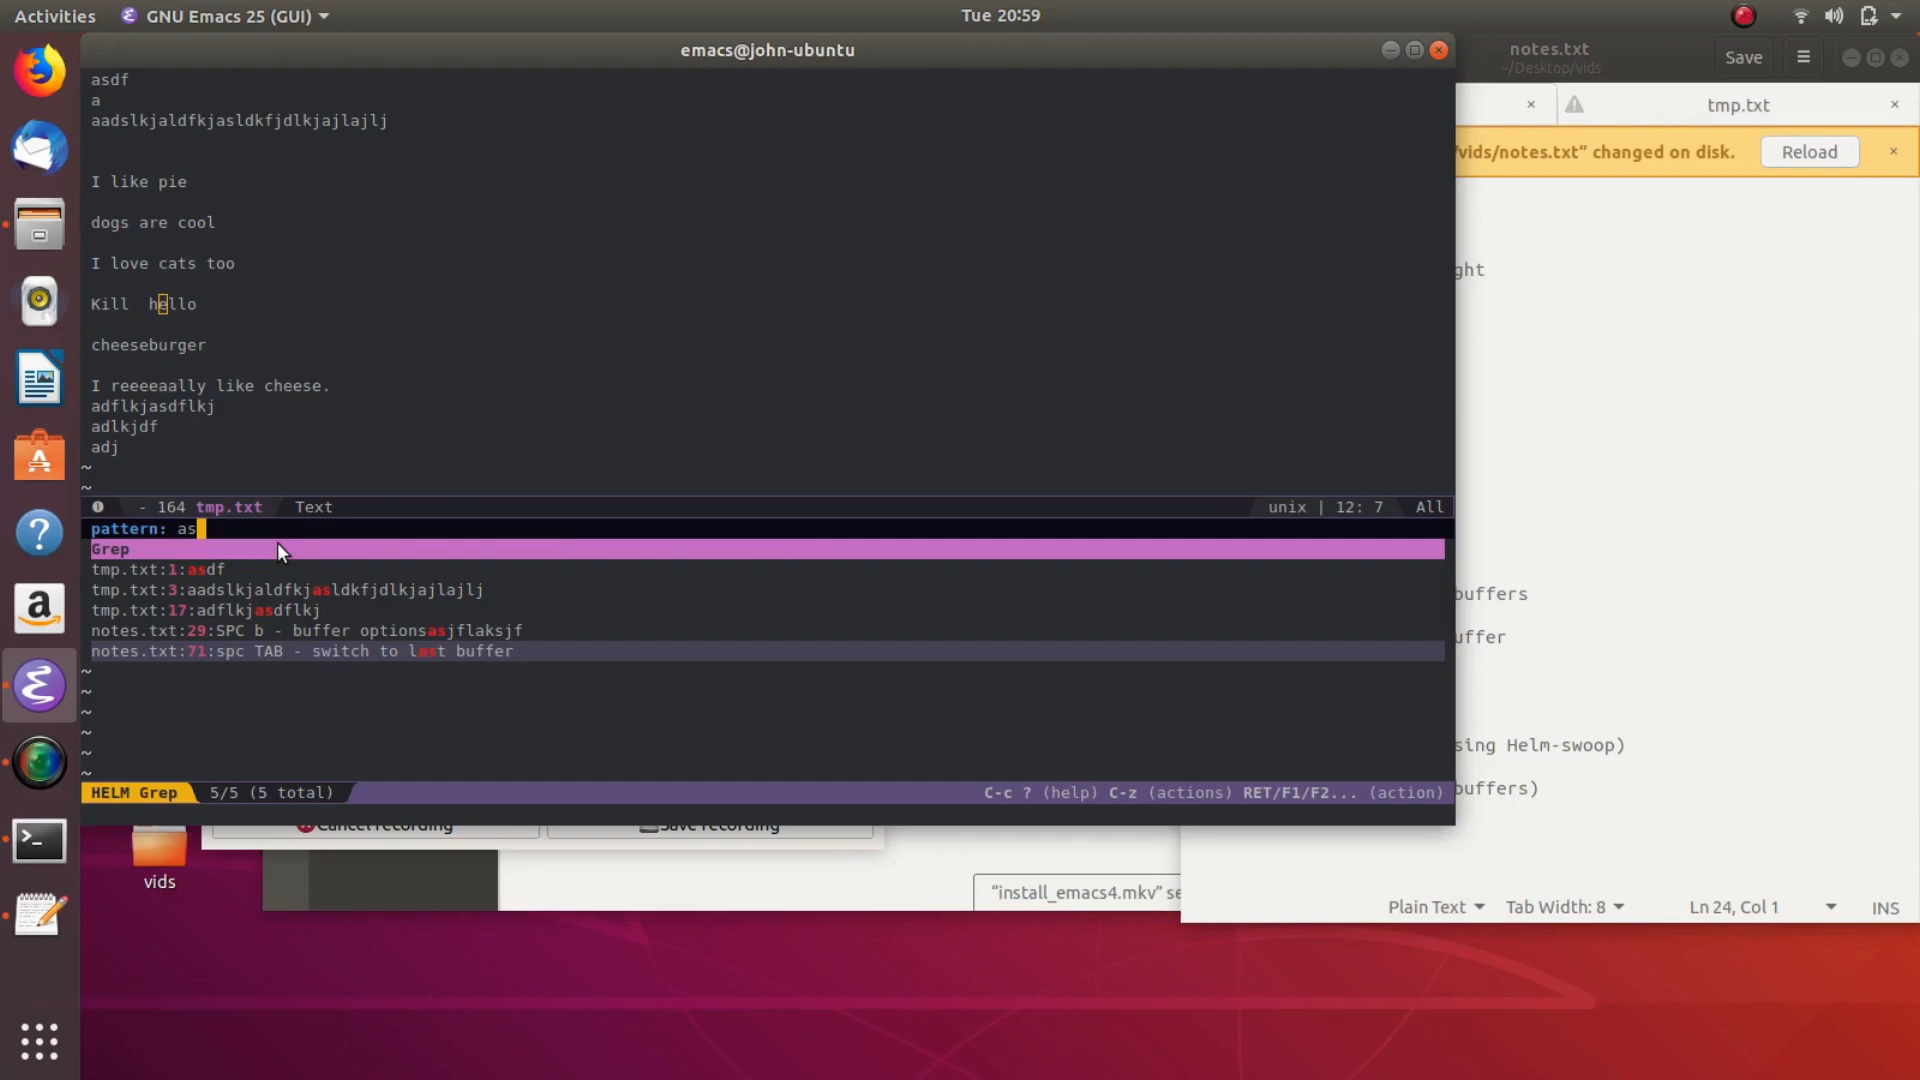 Activities
GNU Emacs 25 (GUI)
Tue 20:59
emacs@john-ubuntu
asdf
a
aadslkjaldfkjasldkfjdlkjajlajlj
I like pie
dogs are cool
I love cats too
Kill  hello
cheeseburger
I reeeeaally like cheese.
adflkjasdflkj
adlkjdf
adj
~
~
- 164 tmp.txt Text unix | 12: 7 All
pattern: as
Grep
tmp.txt:1:asdf
tmp.txt:3:aadslkjaldfkjasldkfjdlkjajlajlj
tmp.txt:17:adflkjasdflkj
notes.txt:29:SPC b - buffer optionsasjflaksjf
notes.txt:71:spc TAB - switch to last buffer
~
~
~
~
~
~
HELM Grep 5/5 (5 total) C-c ? (help) C-z (actions) RET/F1/F2... (action)
Cancel recording
Save recording
vids
"install_emacs4.mkv" se
notes.txt
~/Desktop/vids
Save
tmp.txt
/vids/notes.txt” changed on disk.
Reload
ght
buffers
uffer
sing Helm-swoop)
buffers)
Plain Text
Tab Width: 8
Ln 24, Col 1
INS